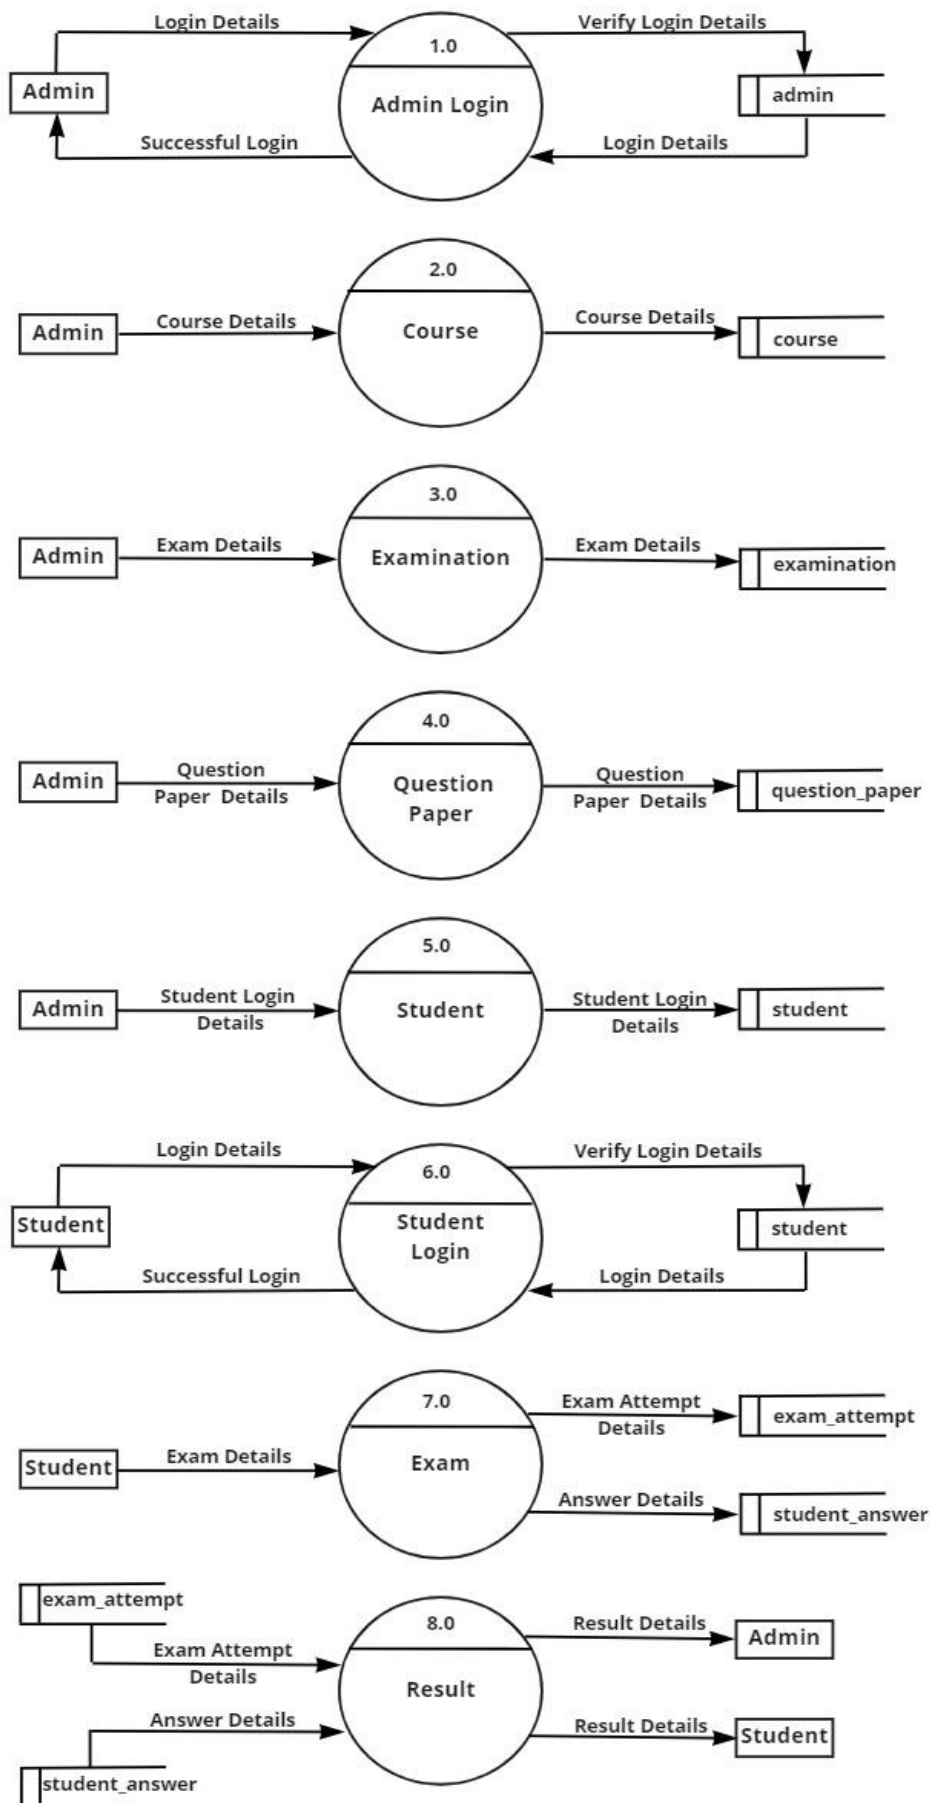 Login Details
Verify Login Details
1.0
Admin
Admin Login
admin
Successful Login
Login Details
2.0
Admin
Course Details
Course
Course Details
course
3.0
Admin
Exam Details
Examination
Exam Details
examination
4.0
Admin
Question
Paper Details
Question
Paper
Question
Paper Details
question_paper
5.0
Admin
Student Login
Details
Student
Student Login
Details
student
Login Details
Verify Login Details
6.0
Student
Student
Login
student
Successful Login
Login Details
7.0
Student
Exam Details
Exam
Exam Attempt
Details
exam_attempt
Answer Details
student_answer
exam_attempt
8.0
Exam Attempt
Details
Result
Result Details
Admin
Answer Details
student_answer
Result Details
Student